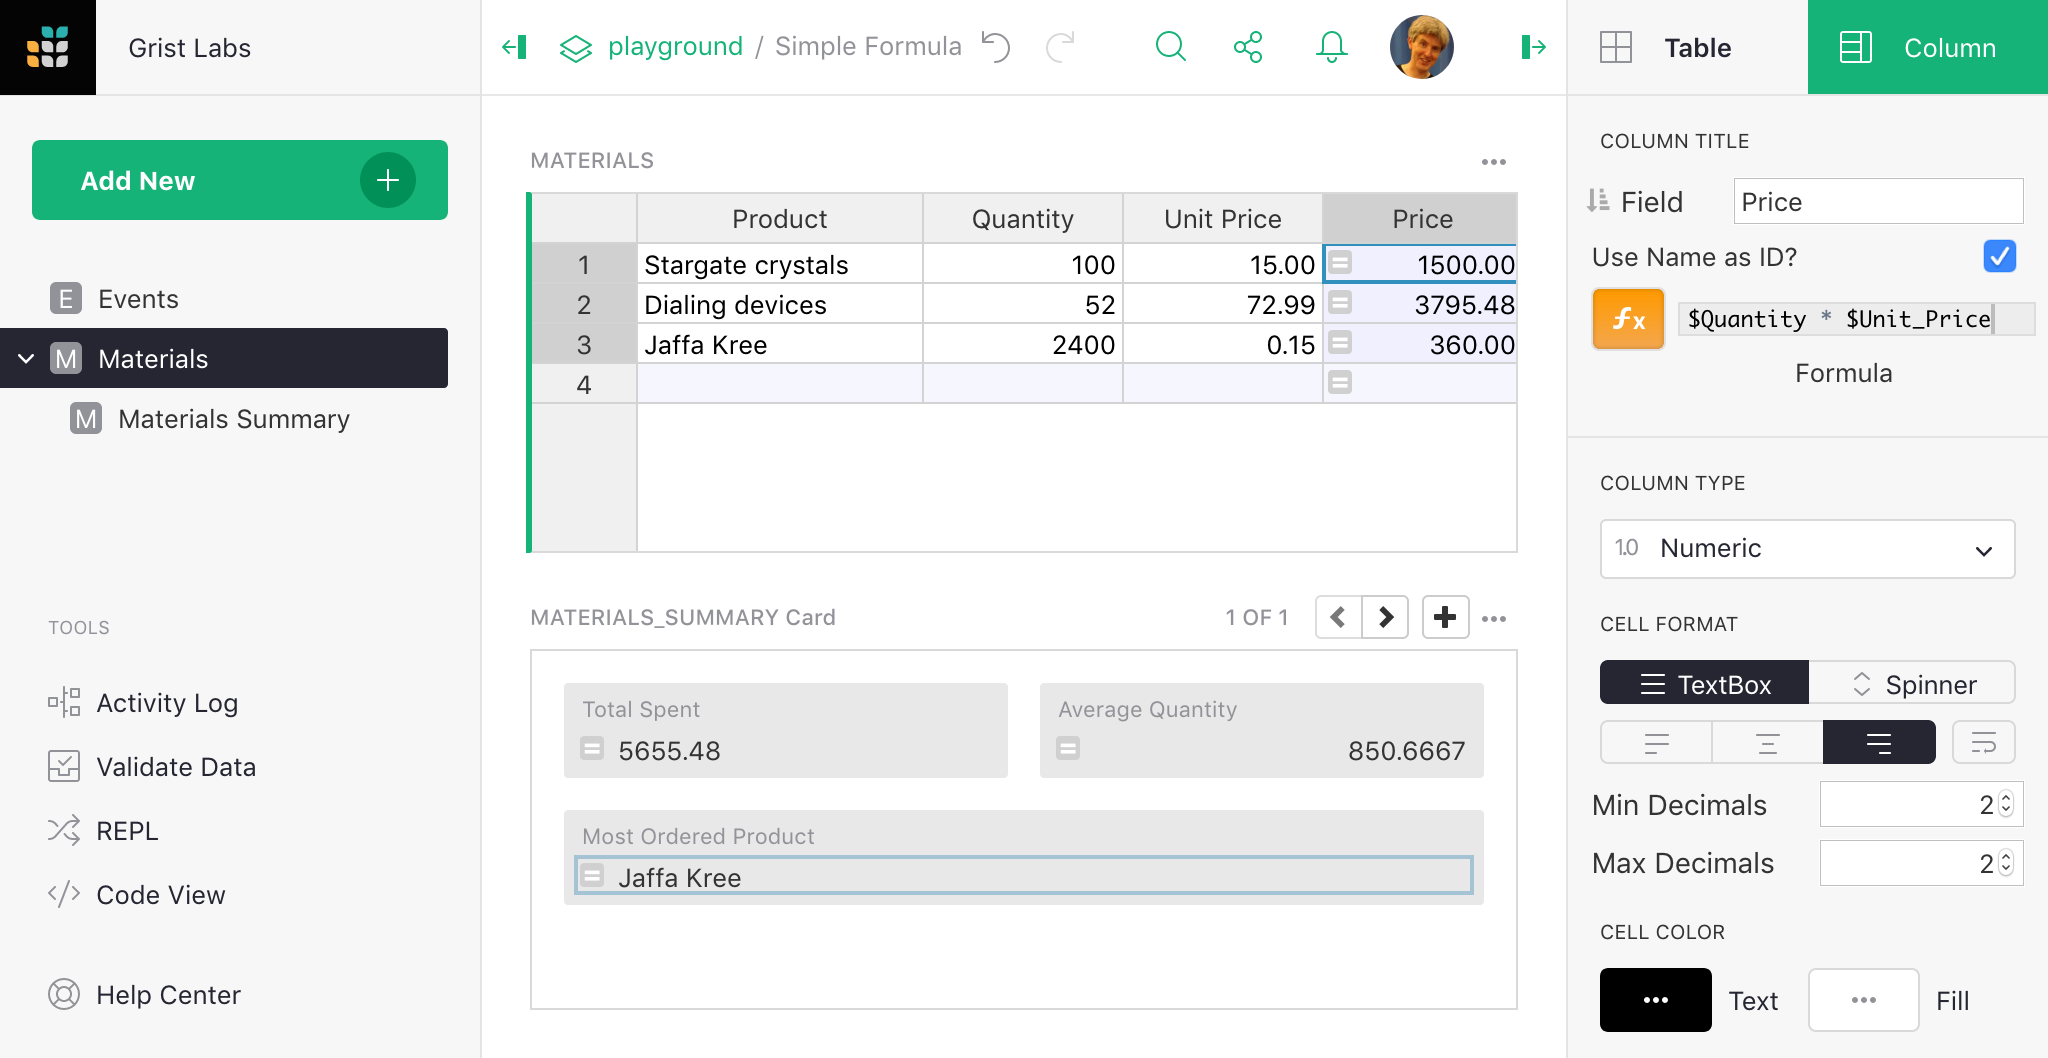 Grist Labs
Add New
E Events
M Materials
M Materials Summary
TOOLS
Activity Log
Validate Data
REPL
Code View
Help Center
playground / Simple Formula
MATERIALS
Product Quantity Unit Price Price
1 Stargate crystals 100 15.00 = 1500.00
2 Dialing devices 52 72.99 = 3795.48
3 Jaffa Kree 2400 0.15 = 360.00
4 =
MATERIALS_SUMMARY Card 1 OF 1
Total Spent
= 5655.48
Average Quantity
= 850.6667
Most Ordered Product
= Jaffa Kree
Table Column
COLUMN TITLE
Field Price
Use Name as ID?
fx $Quantity * $Unit_Price
Formula
COLUMN TYPE
1.0 Numeric
CELL FORMAT
TextBox Spinner
Min Decimals 2
Max Decimals 2
CELL COLOR
Text Fill